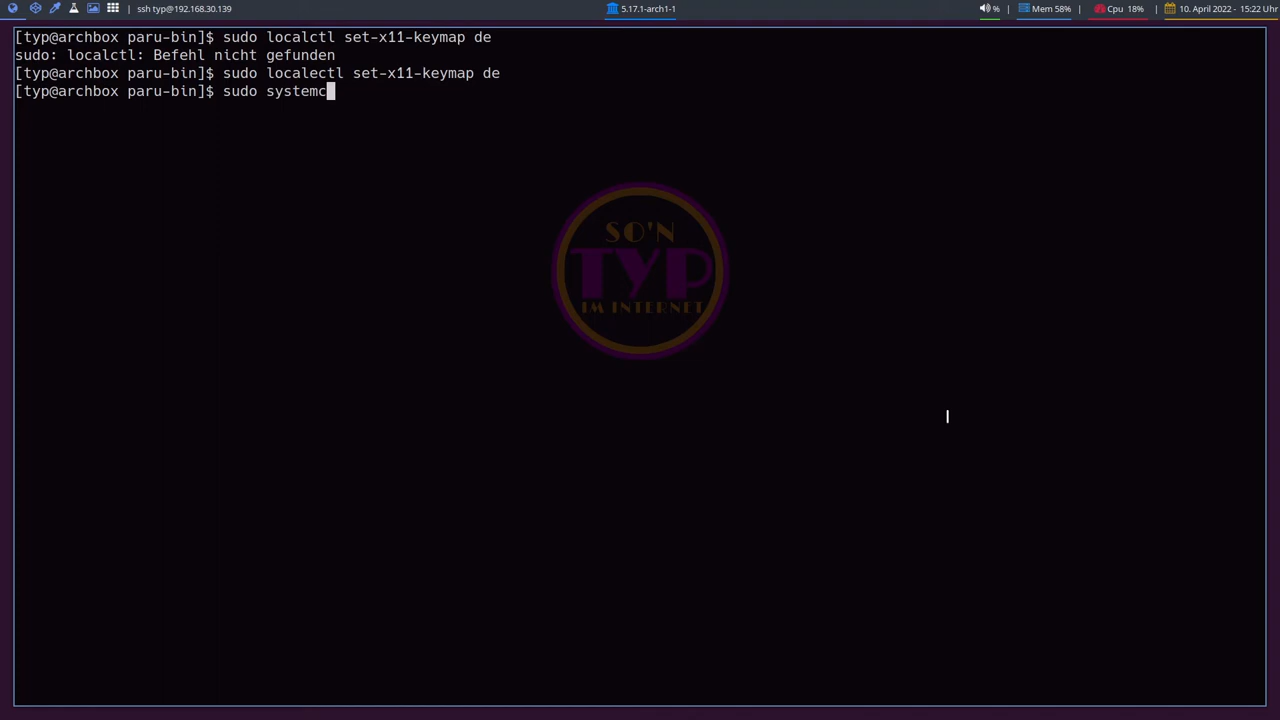 ssh typ@192.168.30.139
5.17.1-arch1-1
% | Mem 58% | Cpu 18% | 10. April 2022 - 15:22 Uhr
[typ@archbox paru-bin]$ sudo localctl set-x11-keymap de
sudo: localctl: Befehl nicht gefunden
[typ@archbox paru-bin]$ sudo localectl set-x11-keymap de
[typ@archbox paru-bin]$ sudo systemc
SO'N
TYP
IM INTERNET